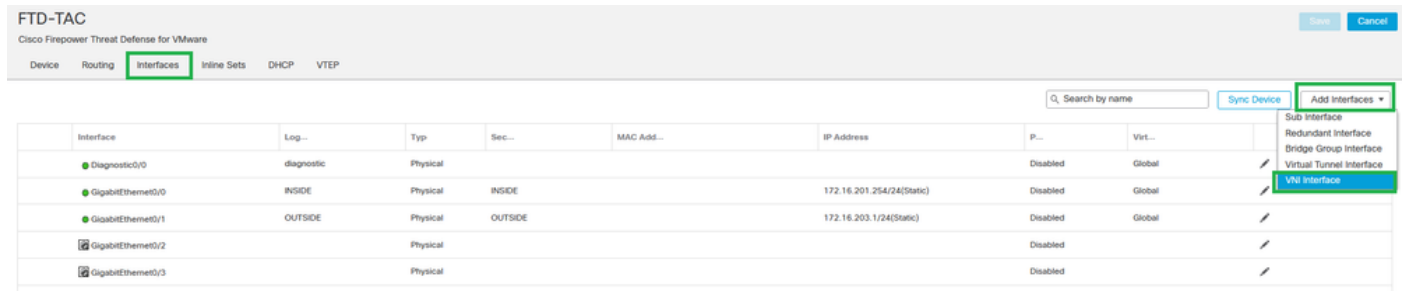 FTD-TAC
Save Cancel
Cisco Firepower Threat Defense for VMware
Device Routing Interfaces Inline Sets DHCP VTEP
Search by name Sync Device Add Interfaces
Sub Interface
Redundant Interface
Bridge Group Interface
Virtual Tunnel Interface
VNI Interface
Interface Log... Typ Sec... MAC Add... IP Address P... Virt...
Diagnostic0/0 diagnostic Physical Disabled Global
GigabitEthernet0/0 INSIDE Physical INSIDE 172.16.201.254/24(Static) Disabled Global
GigabitEthernet0/1 OUTSIDE Physical OUTSIDE 172.16.203.1/24(Static) Disabled Global
GigabitEthernet0/2 Physical Disabled
GigabitEthernet0/3 Physical Disabled